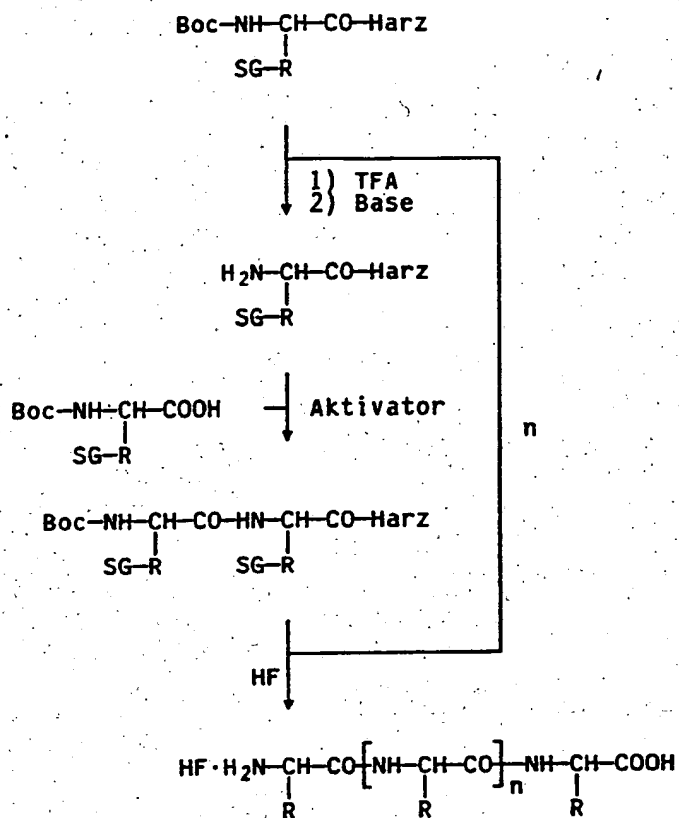 Boc-NH-CH-CO-Harz
SG-R
1) TFA
2) Base
H₂N-CH-CO-Harz
SG-R
Boc-NH-CH-COOH
SG-R
Aktivator
n
Boc-NH-CH-CO-HN-CH-CO-Harz
SG-R SG-R
HF
HF·H₂N-CH-CO[NH-CH-CO]n-NH-CH-COOH
R R R